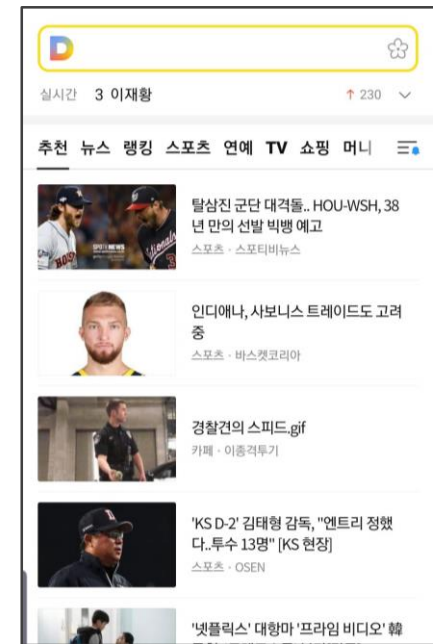 D
실시간 3 이재황 ↑ 230
추천 뉴스 랭킹 스포츠 연예 TV 쇼핑 머니
탈삼진 군단 대격돌.. HOU-WSH, 38
년 만의 선발 빅뱅 예고
스포츠 · 스포티비뉴스
SPOTV NEWS
인디애나, 사보니스 트레이드도 고려
중
스포츠 · 바스켓코리아
경찰견의 스피드.gif
카페 · 이종격투기
'KS D-2' 김태형 감독, "엔트리 정했
다..투수 13명" [KS 현장]
스포츠 · OSEN
'넷플릭스' 대항마 '프라임 비디오' 韓